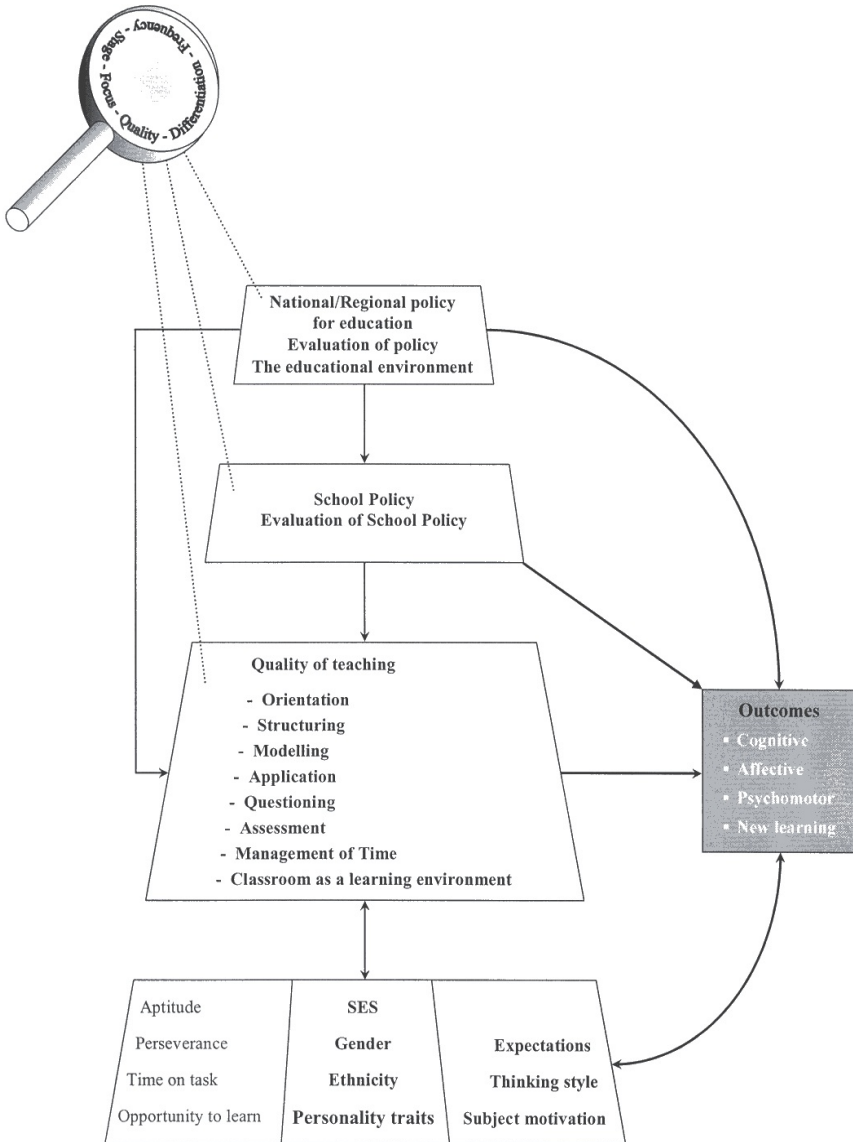 Stage - Focus - Quality - Differentiation - Frequency -
National/Regional policy
for education
Evaluation of policy
The educational environment
School Policy
Evaluation of School Policy
Quality of teaching
- Orientation
- Structuring
- Modelling
- Application
- Questioning
- Assessment
- Management of Time
- Classroom as a learning environment
Outcomes
▪ Cognitive
▪ Affective
▪ Psychomotor
▪ New learning
Aptitude
Perseverance
Time on task
Opportunity to learn
SES
Gender
Ethnicity
Personality traits
Expectations
Thinking style
Subject motivation